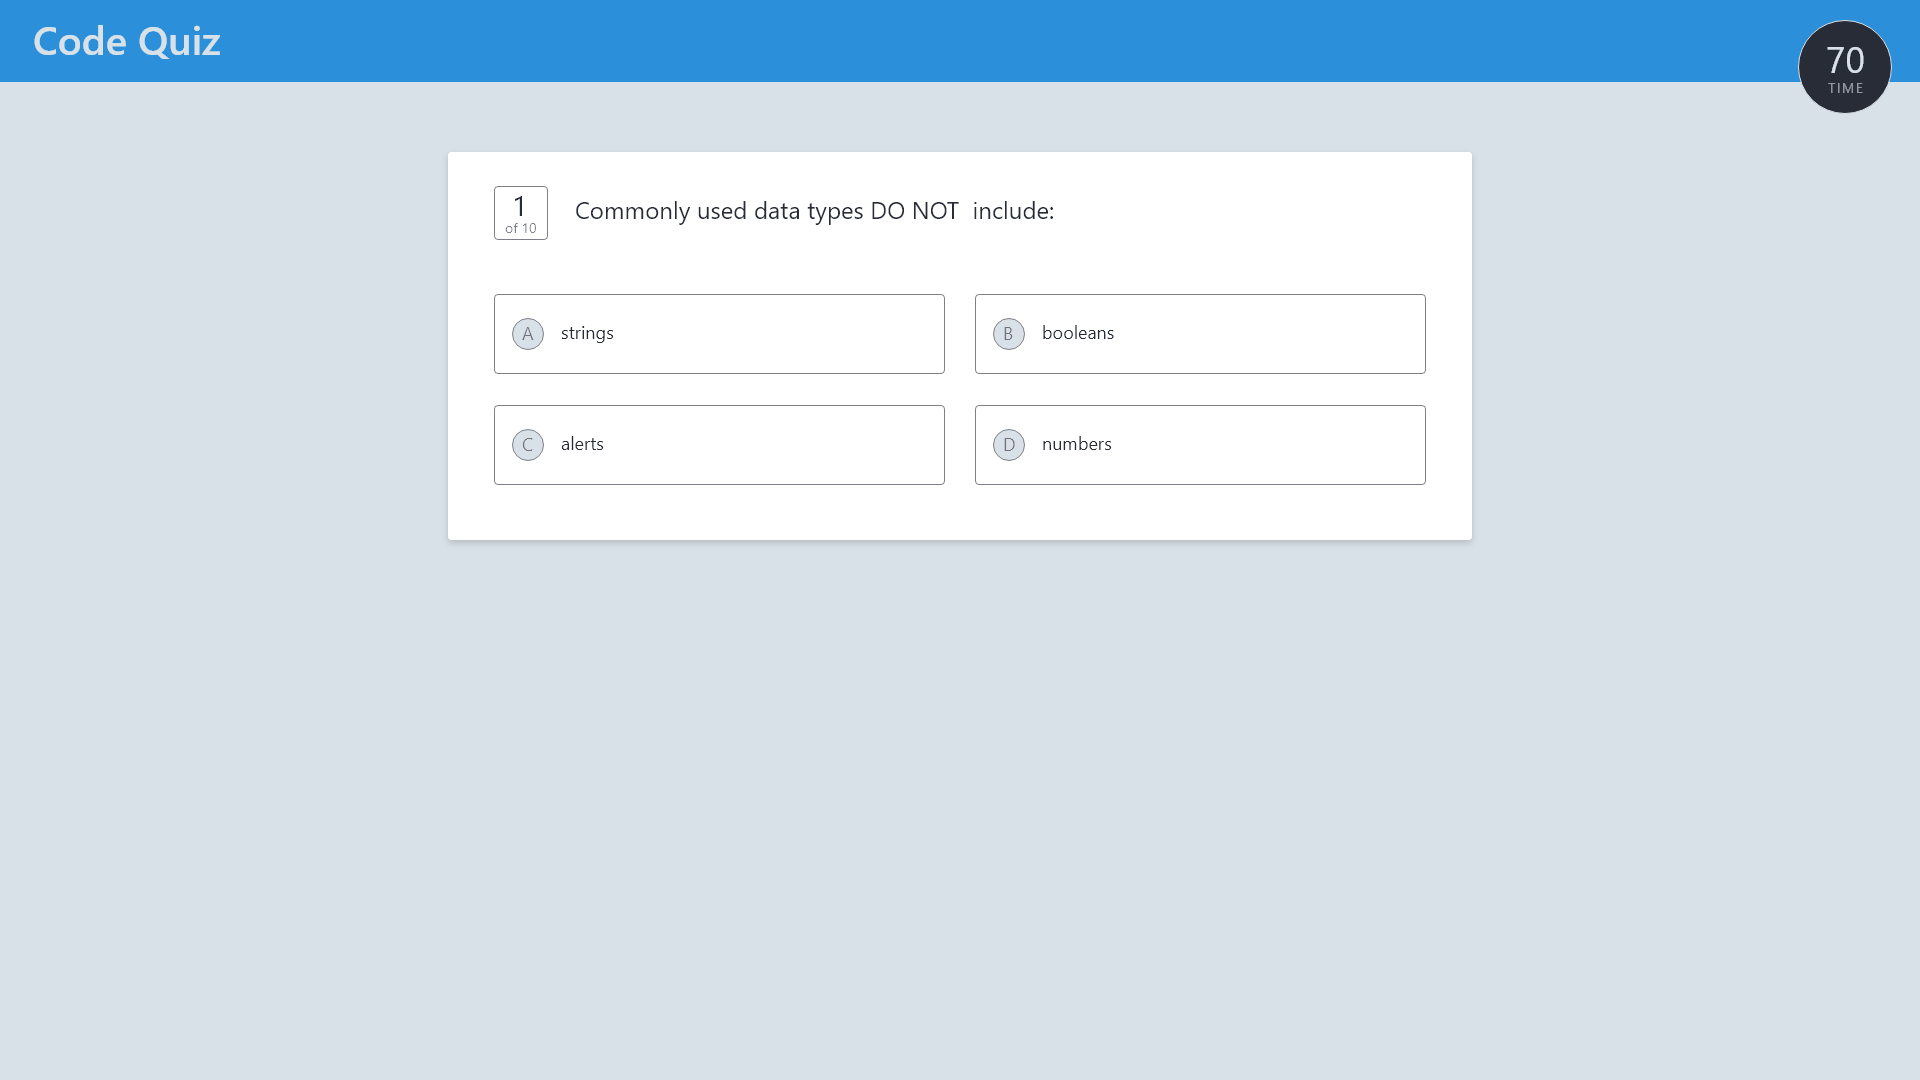 Code Quiz
70
TIME
1
of 10
Commonly used data types DO NOT  include:
A strings
B booleans
C alerts
D numbers